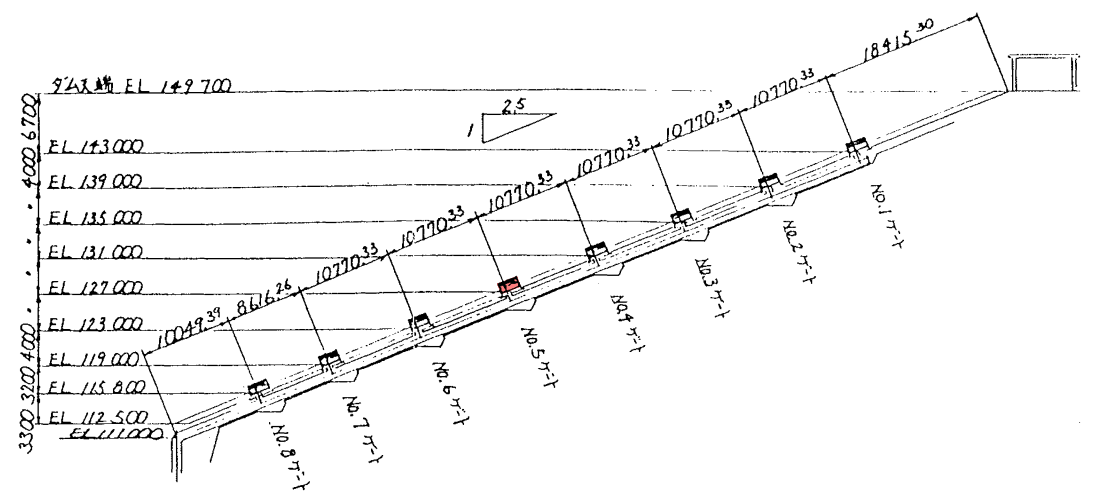 18415.30
ダム天端 EL 149.700
10770.33
2.5
1
10770.33
EL 143.000
10770.33
EL 139.000
10770.33
EL 135.000
10770.33
EL 131.000
10770.33
EL 127.000
10770.33
8616.26
EL 123.000
10049.39
EL 119.000
EL 115.800
EL 112.500
EL 111.000
6700
4000
4000
3200
3300
No.1 ゲート
No.2 ゲート
No.3 ゲート
No.4 ゲート
No.5 ゲート
No.6 ゲート
No.7 ゲート
No.8 ゲート